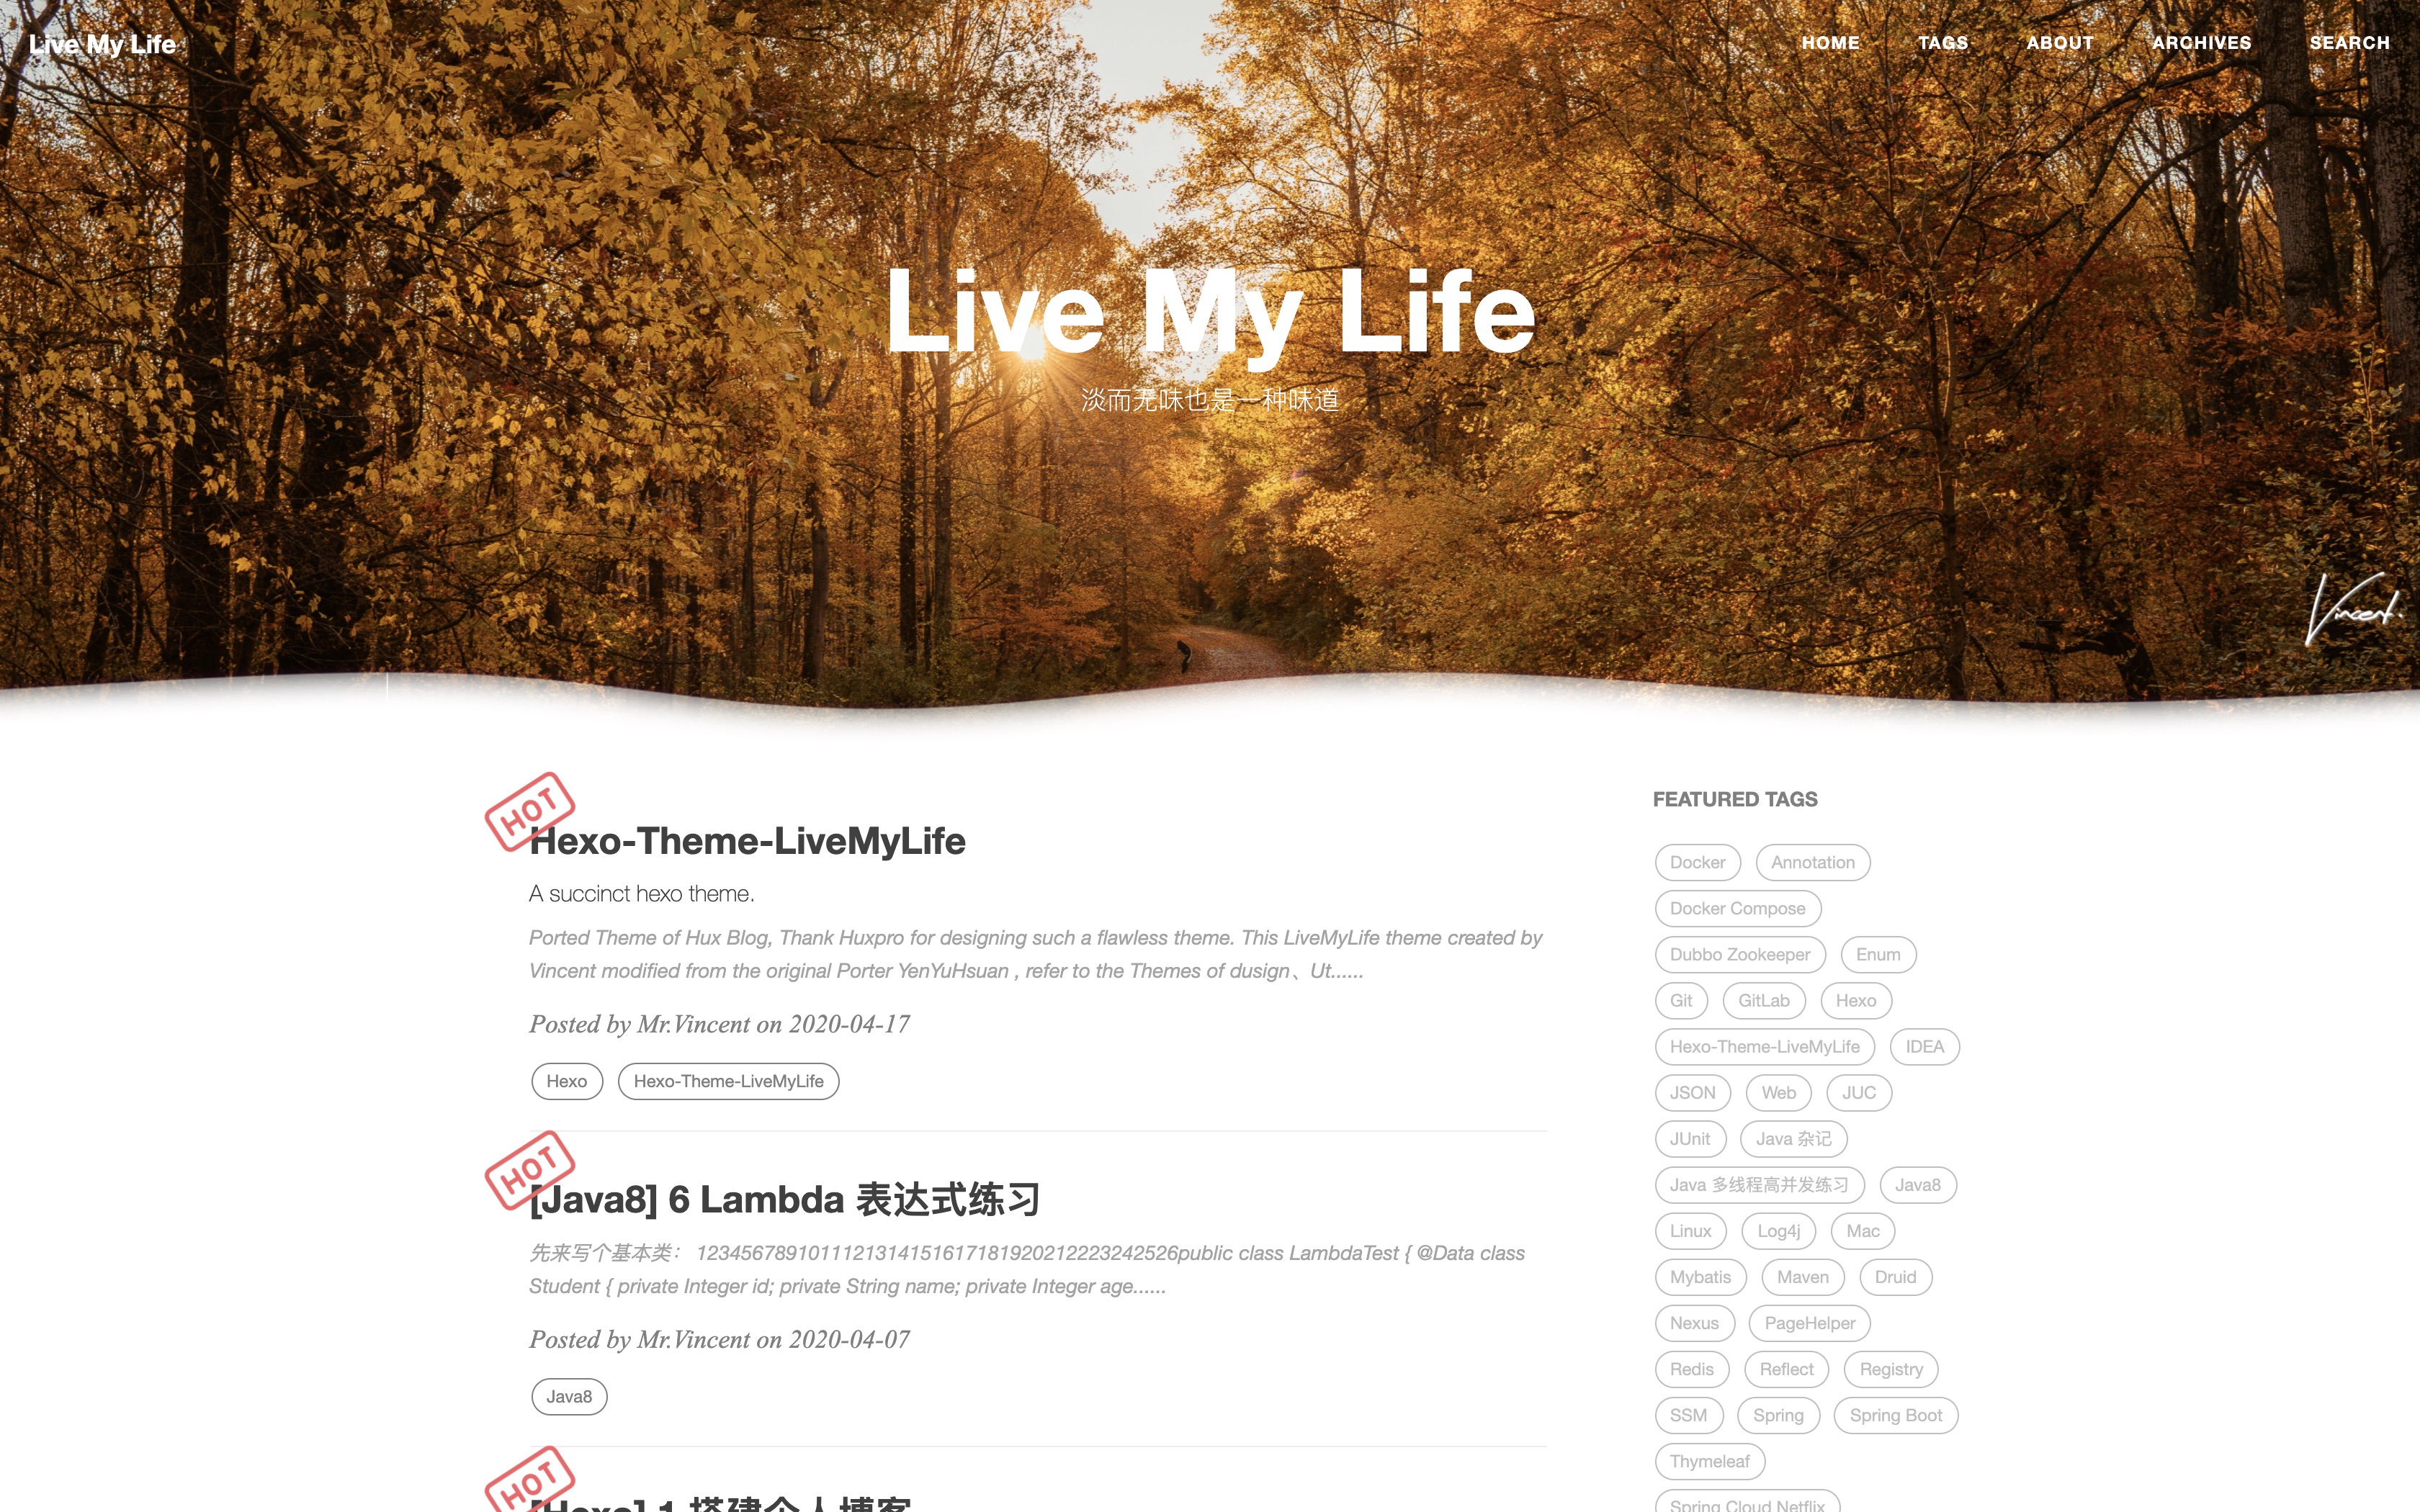 Live My Life
HOME TAGS ABOUT ARCHIVES SEARCH
Live My Life
淡而无味也是一种味道
Vincent.
HOT
Hexo-Theme-LiveMyLife
A succinct hexo theme.
Ported Theme of Hux Blog, Thank Huxpro for designing such a flawless theme. This LiveMyLife theme created by
Vincent modified from the original Porter YenYuHsuan , refer to the Themes of dusign、Ut......
Posted by Mr.Vincent on 2020-04-17
Hexo Hexo-Theme-LiveMyLife
HOT
[Java8] 6 Lambda 表达式练习
先来写个基本类： 1234567891011121314151617181920212223242526public class LambdaTest { @Data class
Student { private Integer id; private String name; private Integer age......
Posted by Mr.Vincent on 2020-04-07
Java8
HOT
[Hexo] 1 搭建个人博客
FEATURED TAGS
Docker Annotation
Docker Compose
Dubbo Zookeeper Enum
Git GitLab Hexo
Hexo-Theme-LiveMyLife IDEA
JSON Web JUC
JUnit Java 杂记
Java 多线程高并发练习 Java8
Linux Log4j Mac
Mybatis Maven Druid
Nexus PageHelper
Redis Reflect Registry
SSM Spring Spring Boot
Thymeleaf
Spring Cloud Netflix